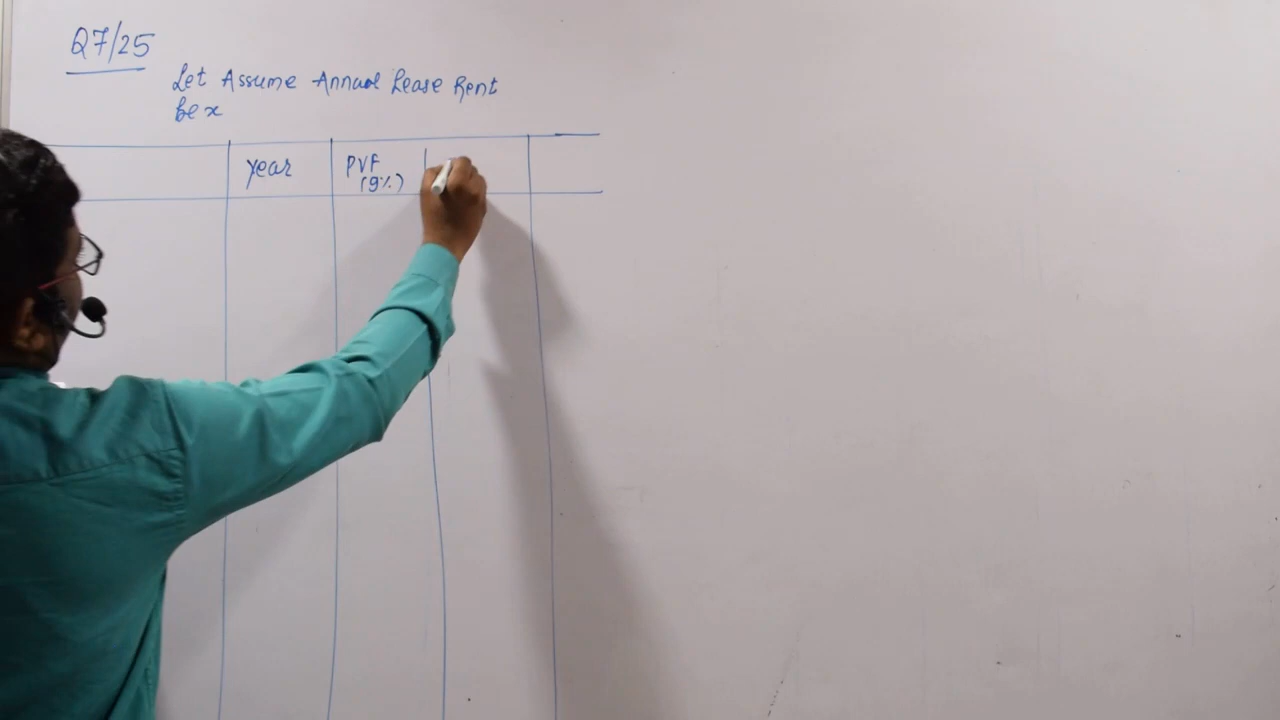 Q7/25
Let Assume Annual Lease Rent
be x
year
PVF
(9%)